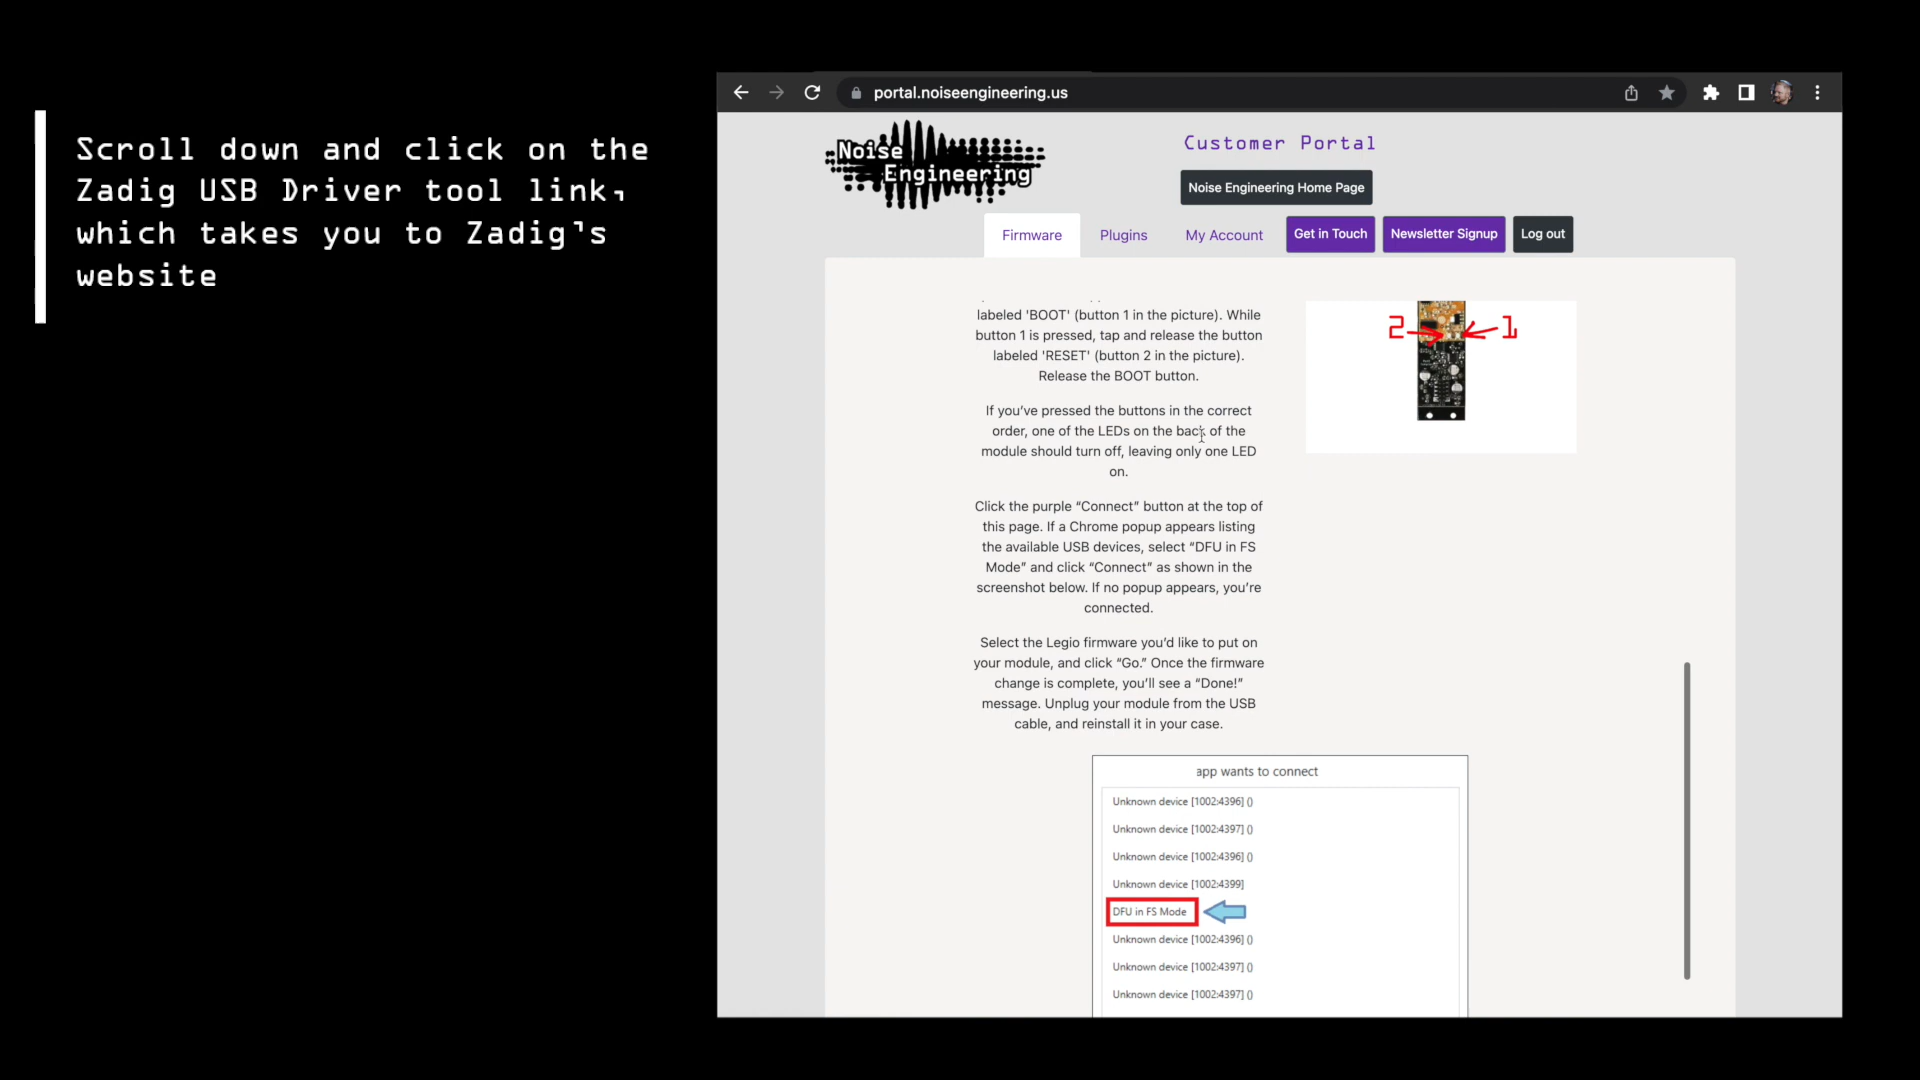 Scroll down and click on the
Zadig USB Driver tool link,
which takes you to Zadig's
website
portal.noiseengineering.us
Noise
Engineering
Customer Portal
Noise Engineering Home Page
Firmware
Plugins
My Account
Get in Touch
Newsletter Signup
Log out
labeled 'BOOT' (button 1 in the picture). While
button 1 is pressed, tap and release the button
labeled 'RESET' (button 2 in the picture).
Release the BOOT button.
2
1
If you’ve pressed the buttons in the correct
order, one of the LEDs on the back of the
module should turn off, leaving only one LED
on.
Click the purple “Connect” button at the top of
this page. If a Chrome popup appears listing
the available USB devices, select “DFU in FS
Mode” and click “Connect” as shown in the
screenshot below. If no popup appears, you’re
connected.
Select the Legio firmware you’d like to put on
your module, and click “Go.” Once the firmware
change is complete, you’ll see a “Done!”
message. Unplug your module from the USB
cable, and reinstall it in your case.
app wants to connect
Unknown device [1002:4396] ()
Unknown device [1002:4397] ()
Unknown device [1002:4396] ()
Unknown device [1002:4399]
DFU in FS Mode
Unknown device [1002:4396] ()
Unknown device [1002:4397] ()
Unknown device [1002:4397] ()